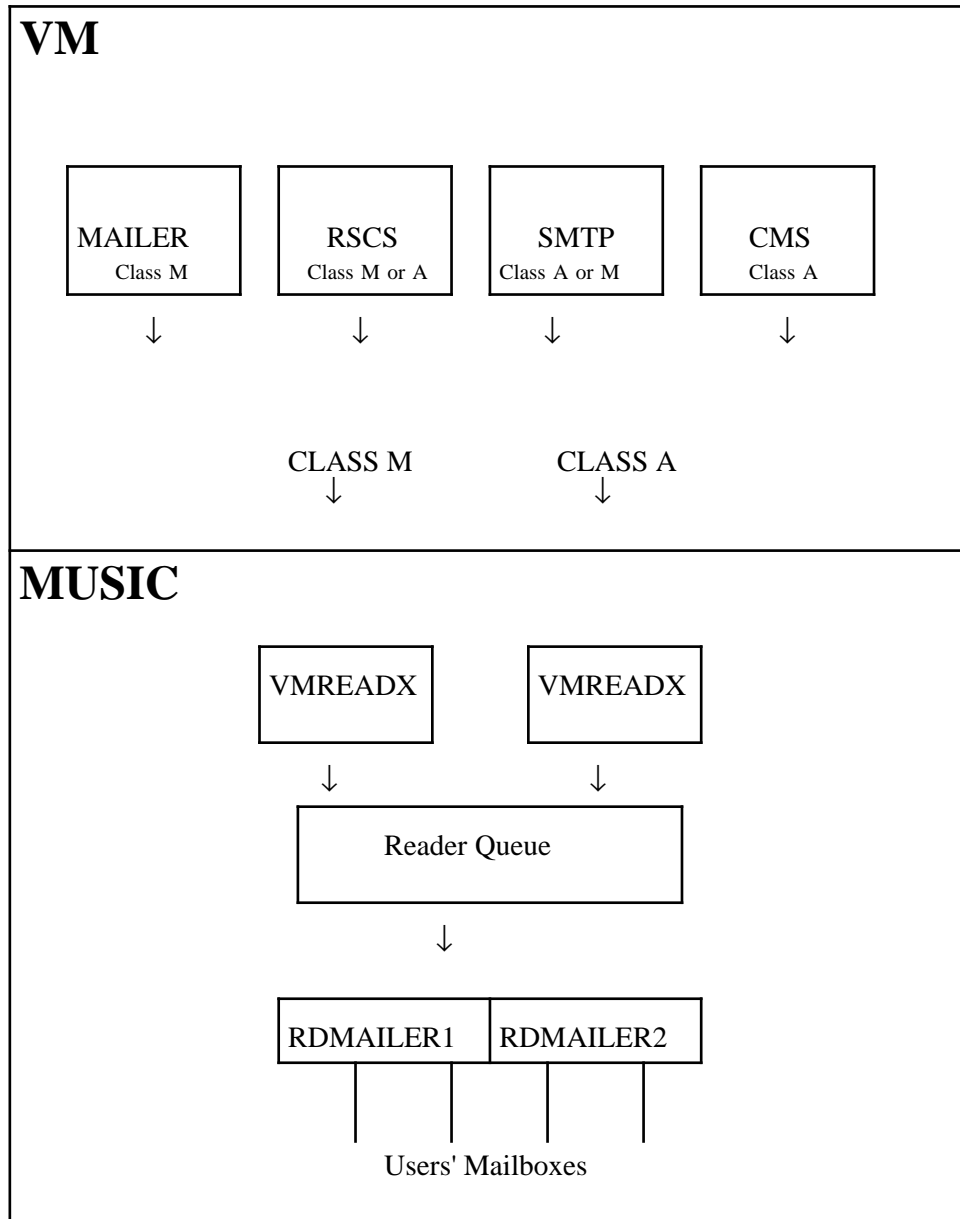 VM
MAILER RSCS SMTP CMS
Class M Class M or A Class A or M Class A
↓ ↓ ↓ ↓
CLASS M CLASS A
↓ ↓
MUSIC
VMREADX VMREADX
↓ ↓
Reader Queue
↓
RDMAILER1 RDMAILER2
Users' Mailboxes